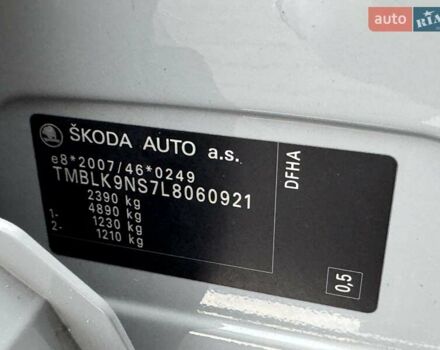 auto RIA
ŠKODA AUTO a.s.
e8*2007/46*0249
TMBLK9NS7L8060921
2390 kg
4890 kg
1- 1230 kg
2- 1210 kg
DFHA
0,5